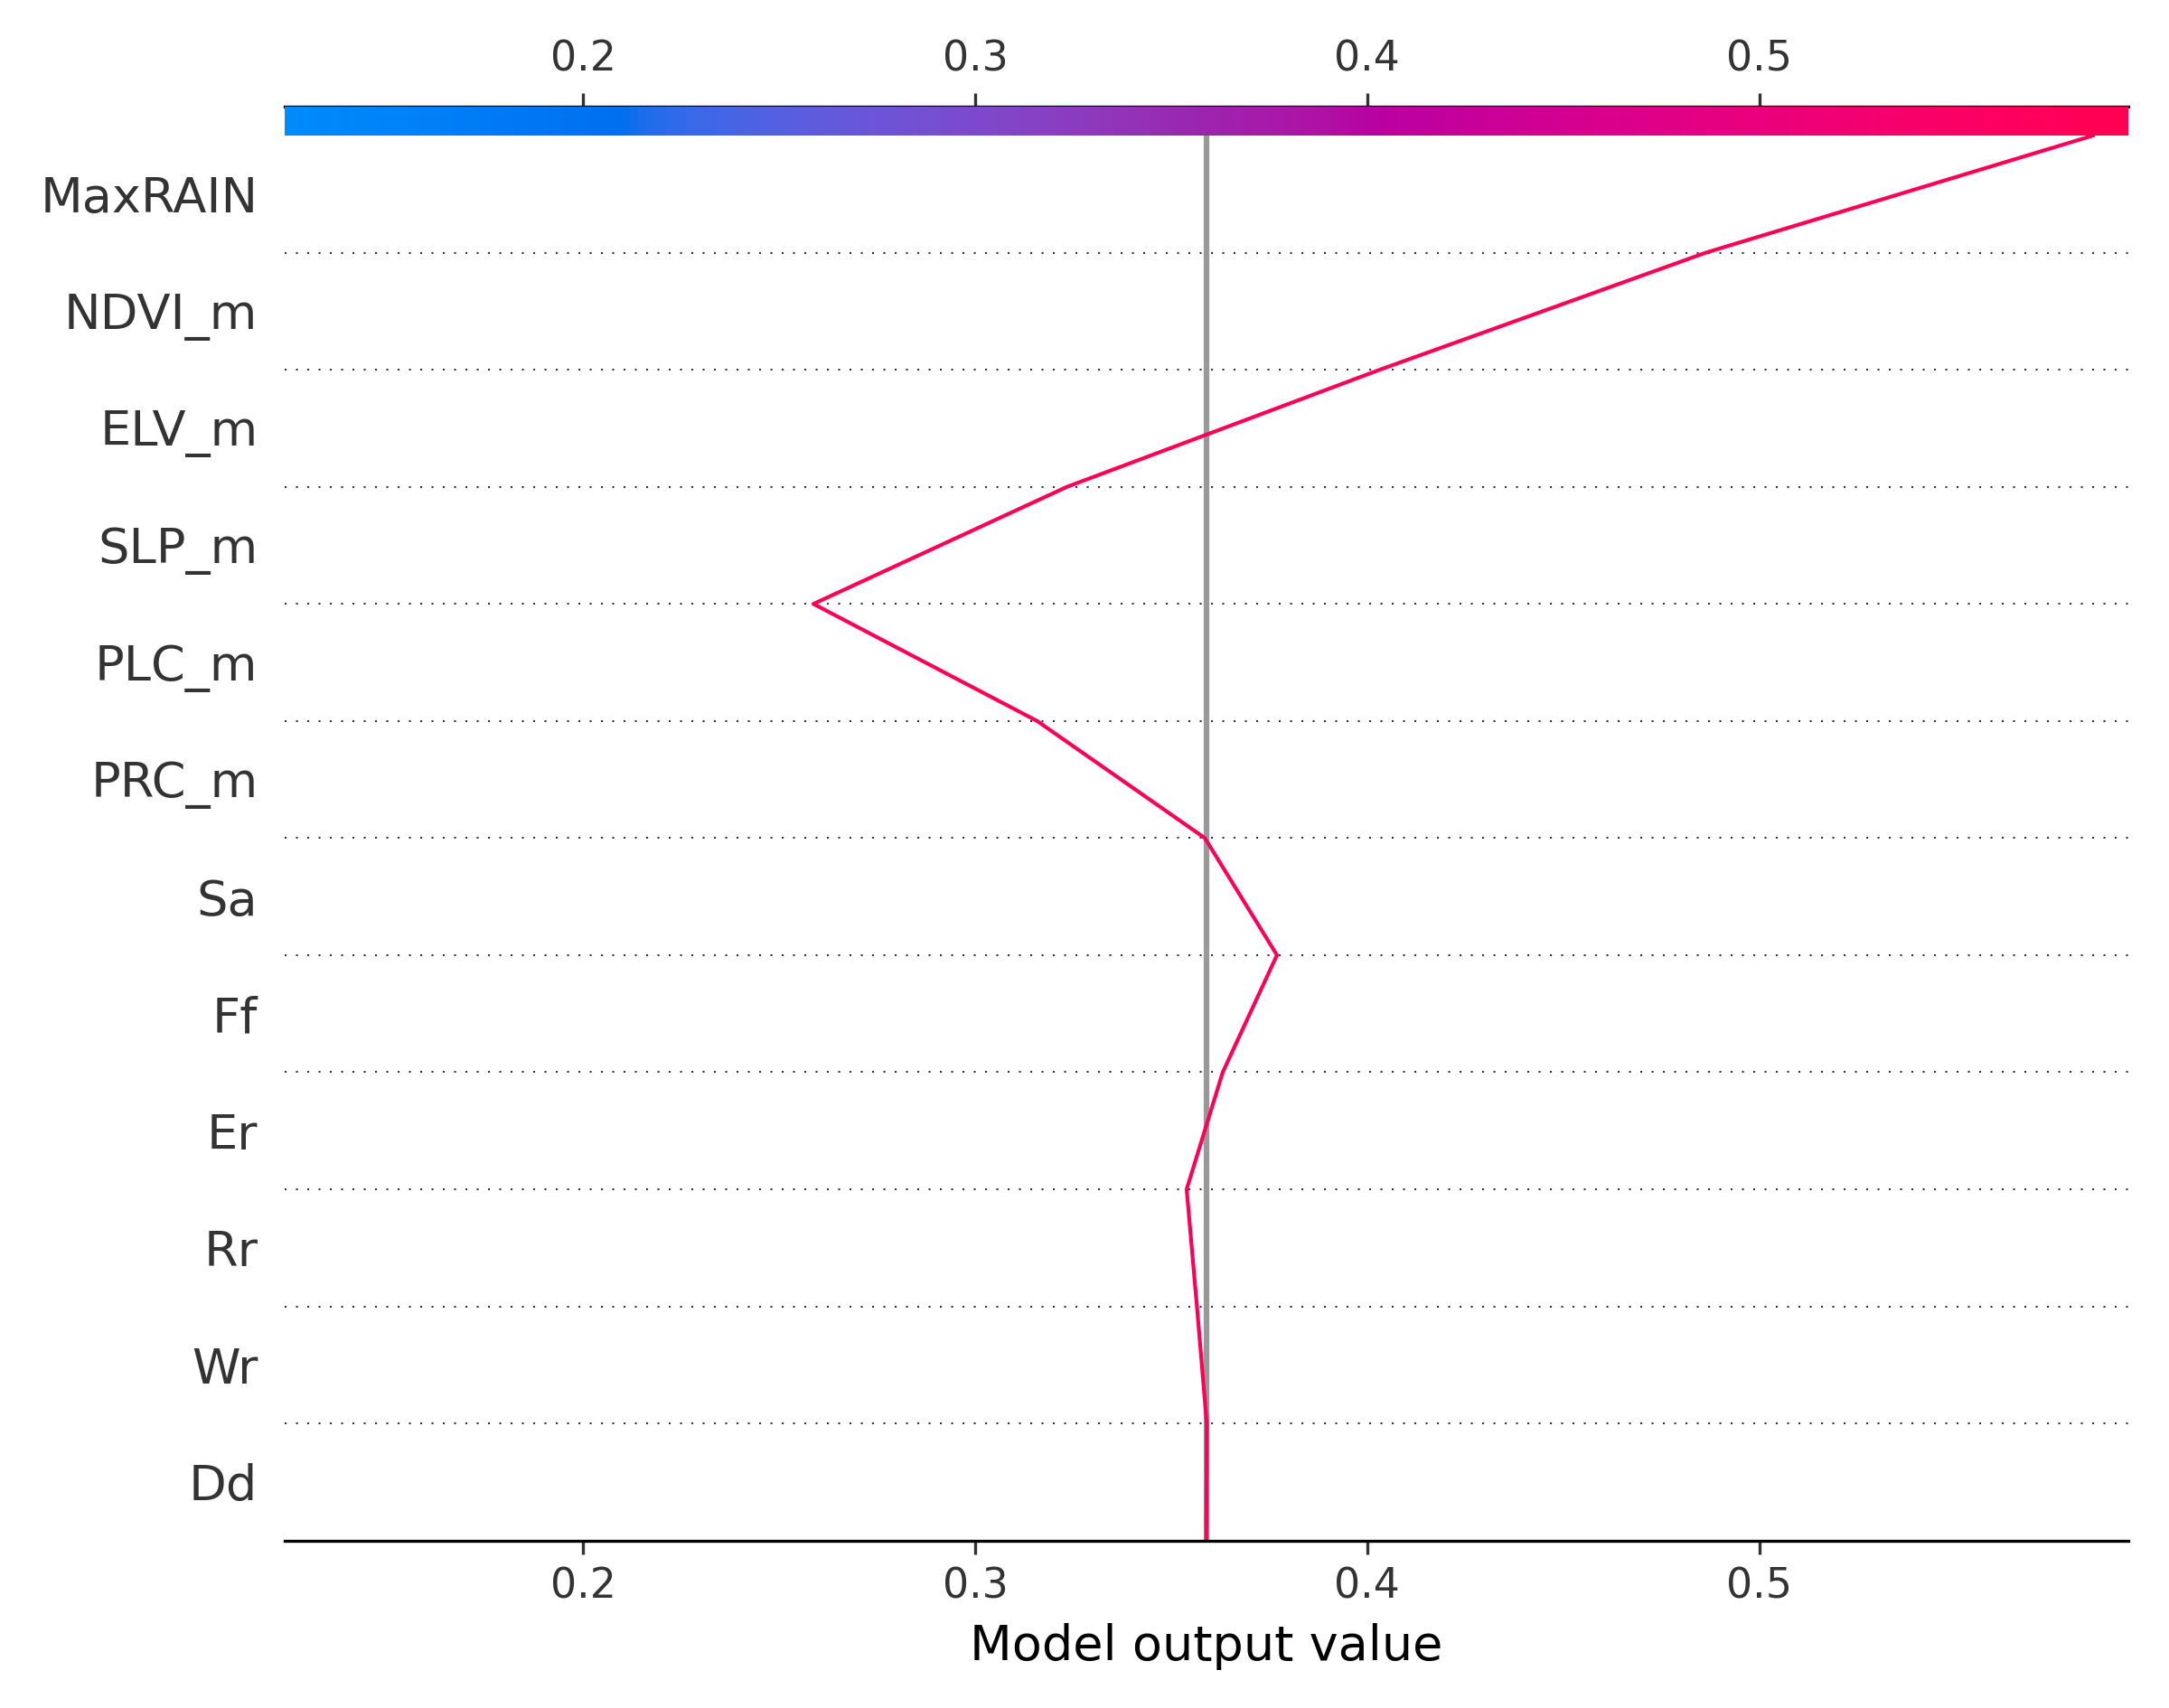 0.2 0.3 0.4 0.5
MaxRAIN
NDVI_m
ELV_m
SLP_m
PLC_m
PRC_m
Sa
Ff
Er
Rr
Wr
Dd
0.2 0.3 0.4 0.5
Model output value